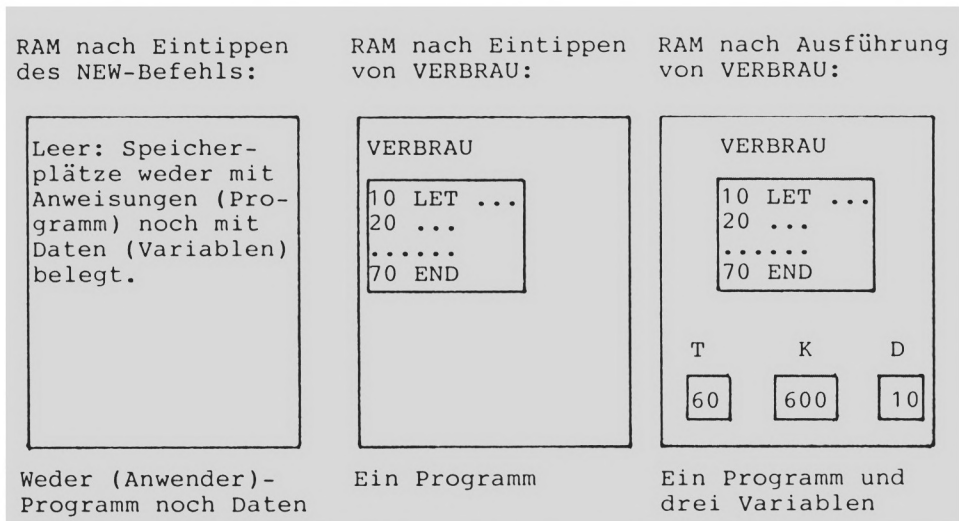 RAM nach Eintippen
des NEW-Befehls:
Leer: Speicher-
plätze weder mit
Anweisungen (Pro-
gramm) noch mit
Daten (Variablen)
belegt.
Weder (Anwender)-
Programm noch Daten
RAM nach Eintippen
von VERBRAU:
VERBRAU
10 LET ...
20 ...
......
70 END
Ein Programm
RAM nach Ausführung
von VERBRAU:
VERBRAU
10 LET ...
20 ...
......
70 END
T K D
60 600 10
Ein Programm und
drei Variablen